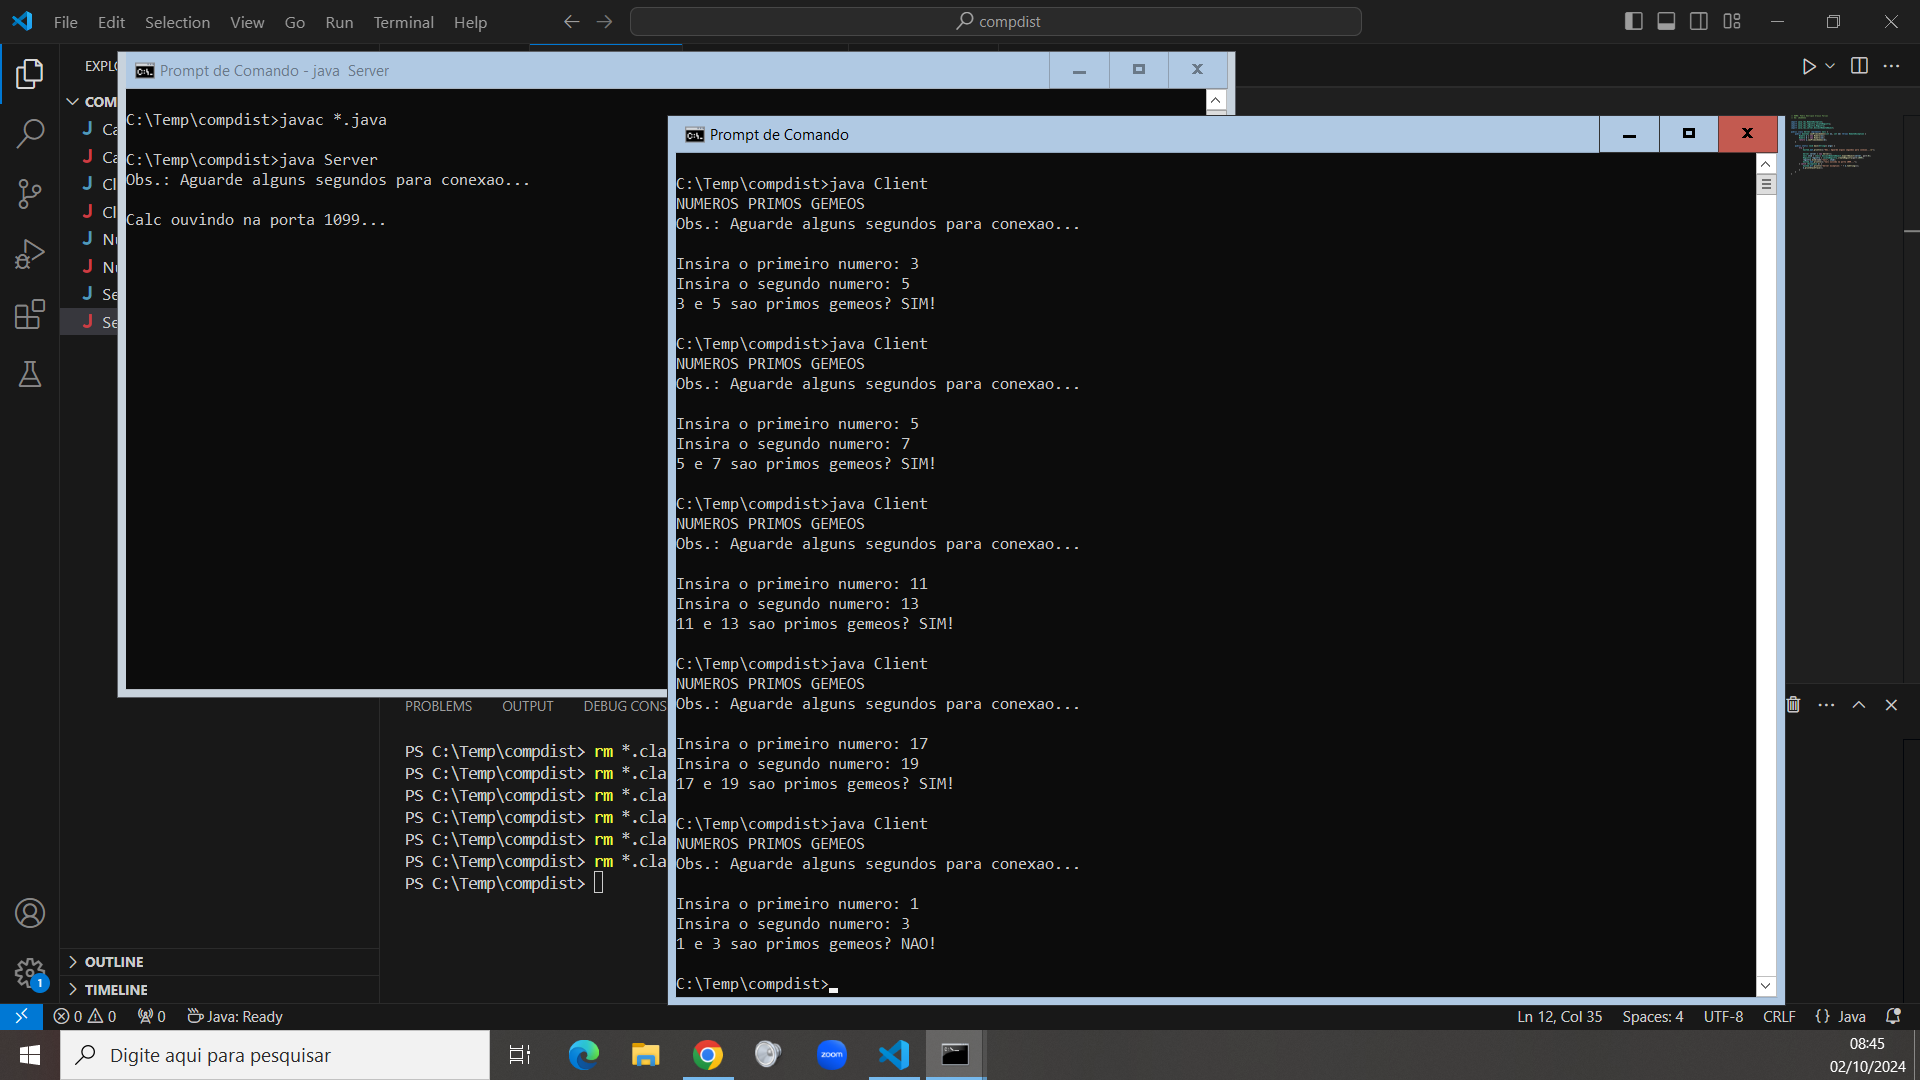 File Edit Selection View Go Run Terminal Help
compdist
Prompt de Comando - java  Server
C:\Temp\compdist>javac *.java
C:\Temp\compdist>java Server
Obs.: Aguarde alguns segundos para conexao...
Calc ouvindo na porta 1099...
Prompt de Comando
C:\Temp\compdist>java Client
NUMEROS PRIMOS GEMEOS
Obs.: Aguarde alguns segundos para conexao...
Insira o primeiro numero: 3
Insira o segundo numero: 5
3 e 5 sao primos gemeos? SIM!
C:\Temp\compdist>java Client
NUMEROS PRIMOS GEMEOS
Obs.: Aguarde alguns segundos para conexao...
Insira o primeiro numero: 5
Insira o segundo numero: 7
5 e 7 sao primos gemeos? SIM!
C:\Temp\compdist>java Client
NUMEROS PRIMOS GEMEOS
Obs.: Aguarde alguns segundos para conexao...
Insira o primeiro numero: 11
Insira o segundo numero: 13
11 e 13 sao primos gemeos? SIM!
C:\Temp\compdist>java Client
NUMEROS PRIMOS GEMEOS
Obs.: Aguarde alguns segundos para conexao...
Insira o primeiro numero: 17
Insira o segundo numero: 19
17 e 19 sao primos gemeos? SIM!
C:\Temp\compdist>java Client
NUMEROS PRIMOS GEMEOS
Obs.: Aguarde alguns segundos para conexao...
Insira o primeiro numero: 1
Insira o segundo numero: 3
1 e 3 sao primos gemeos? NAO!
C:\Temp\compdist>
EXPL
COM
J Ca
J Ca
J Cl
J Cl
J Nu
J Nu
J Se
J Se
PROBLEMS OUTPUT DEBUG CONS
PS C:\Temp\compdist> rm *.cla
PS C:\Temp\compdist> rm *.cla
PS C:\Temp\compdist> rm *.cla
PS C:\Temp\compdist> rm *.cla
PS C:\Temp\compdist> rm *.cla
PS C:\Temp\compdist> rm *.cla
PS C:\Temp\compdist>
OUTLINE
TIMELINE
1
0 0 0 Java: Ready
Ln 12, Col 35 Spaces: 4 UTF-8 CRLF {} Java
Digite aqui para pesquisar
zoom
08:45
02/10/2024